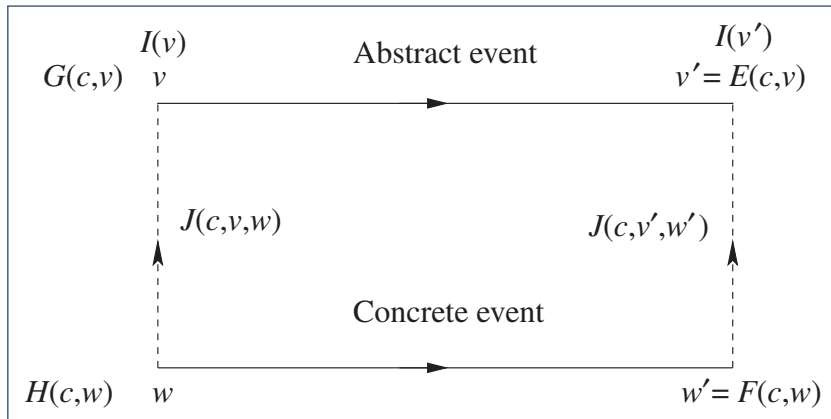 I(v) Abstract event I(v′)
G(c,v) v v′ = E(c,v)
J(c,v,w) J(c,v′,w′)
Concrete event
H(c,w) w w′ = F(c,w)